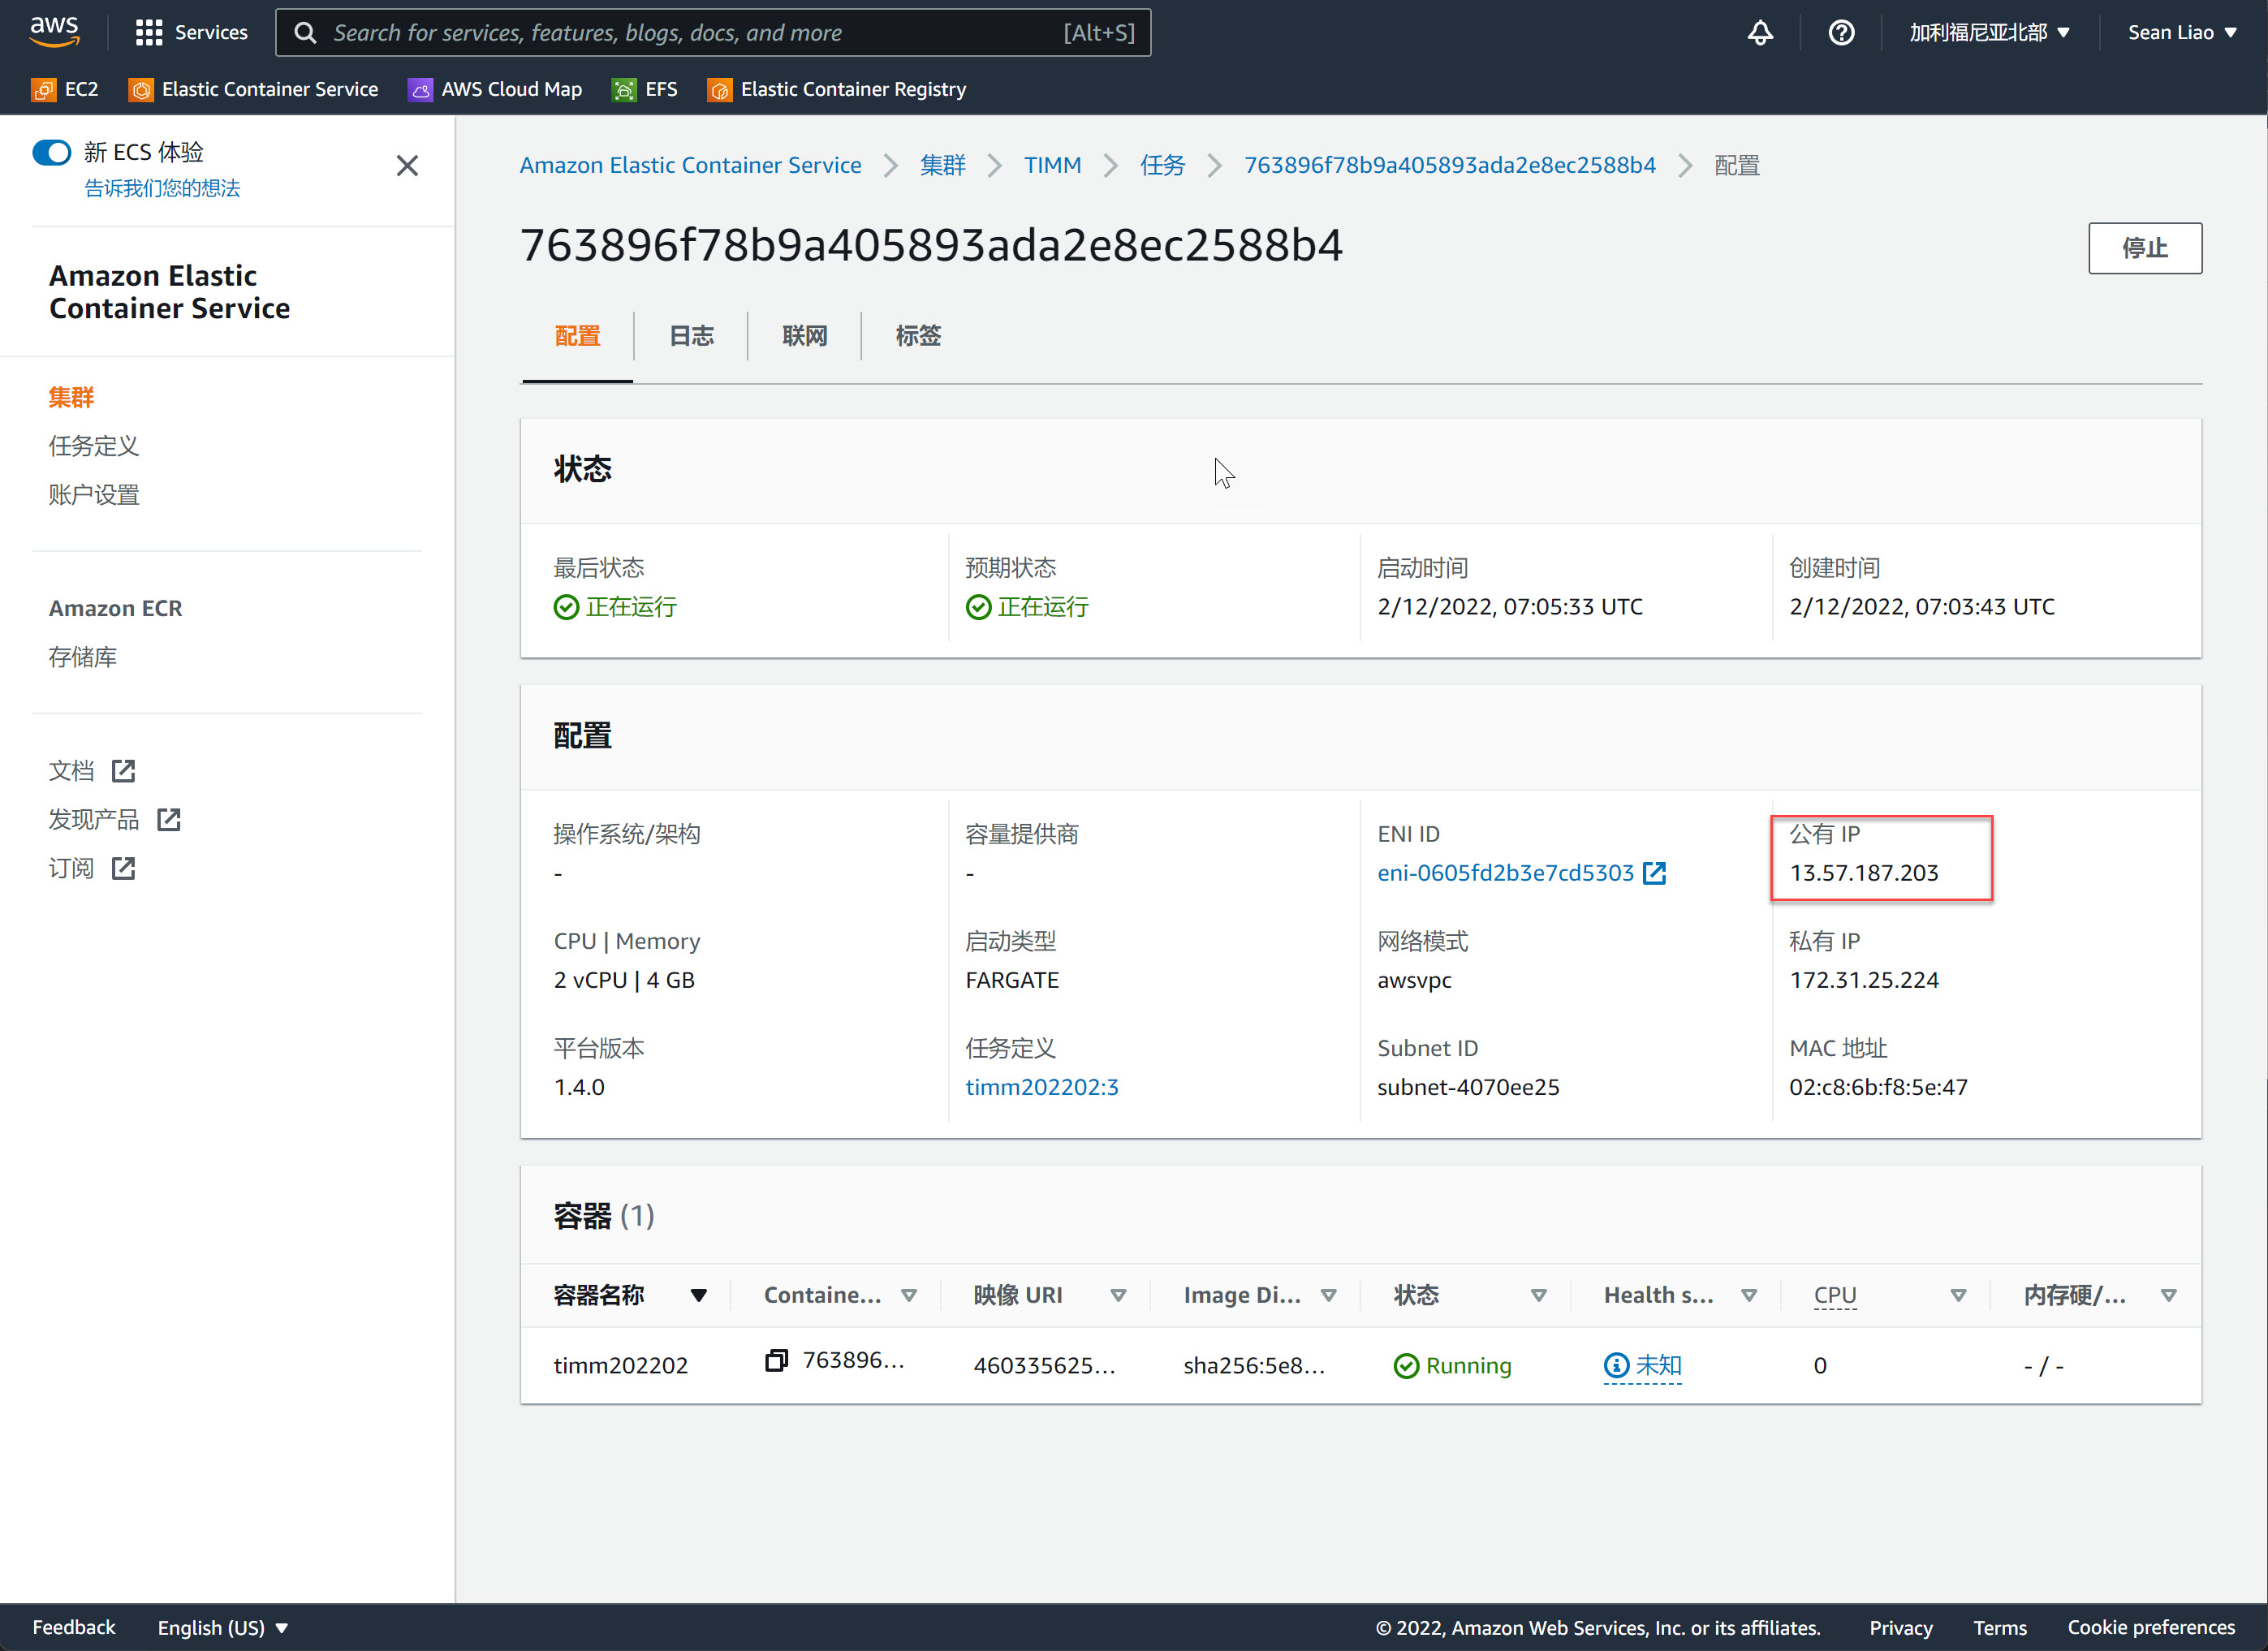 aws
Services
Search for services, features, blogs, docs, and more
[Alt+S]
加利福尼亚北部
Sean Liao
EC2
Elastic Container Service
AWS Cloud Map
EFS
Elastic Container Registry
新 ECS 体验
告诉我们您的想法
Amazon Elastic
Container Service
集群
任务定义
账户设置
Amazon ECR
存储库
文档
发现产品
订阅
Amazon Elastic Container Service
集群
TIMM
任务
763896f78b9a405893ada2e8ec2588b4
配置
763896f78b9a405893ada2e8ec2588b4
停止
配置
日志
联网
标签
状态
最后状态
正在运行
预期状态
正在运行
启动时间
2/12/2022, 07:05:33 UTC
创建时间
2/12/2022, 07:03:43 UTC
配置
操作系统/架构
-
容量提供商
-
ENI ID
eni-0605fd2b3e7cd5303
公有 IP
13.57.187.203
CPU | Memory
2 vCPU | 4 GB
启动类型
FARGATE
网络模式
awsvpc
私有 IP
172.31.25.224
平台版本
1.4.0
任务定义
timm202202:3
Subnet ID
subnet-4070ee25
MAC 地址
02:c8:6b:f8:5e:47
容器 (1)
容器名称
Containe...
映像 URI
Image Di...
状态
Health s...
CPU
内存硬/...
timm202202
763896...
460335625...
sha256:5e8...
Running
未知
0
- / -
Feedback
English (US)
© 2022, Amazon Web Services, Inc. or its affiliates.
Privacy
Terms
Cookie preferences